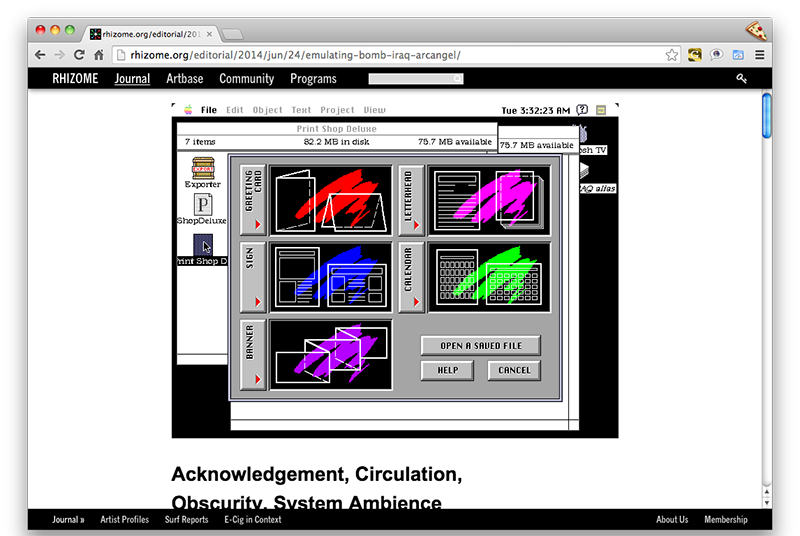 rhizome.org/editorial/201
rhizome.org/editorial/2014/jun/24/emulating-bomb-iraq-arcangel/
RHIZOME Journal Artbase Community Programs
File Edit Object Text Project View Tue 3:32:23 AM
Print Shop Deluxe
7 items 82.2 MB in disk 75.7 MB available
75.7 MB available
osh TV
Exporter
AQ alias
ShopDeluxe
Print Shop D
GREETING CARD
LETTERHEAD
SIGN
CALENDAR
BANNER
OPEN A SAVED FILE
HELP CANCEL
Acknowledgement, Circulation,
Obscurity, System Ambience
Journal » Artist Profiles Surf Reports E-Cig in Context About Us Membership